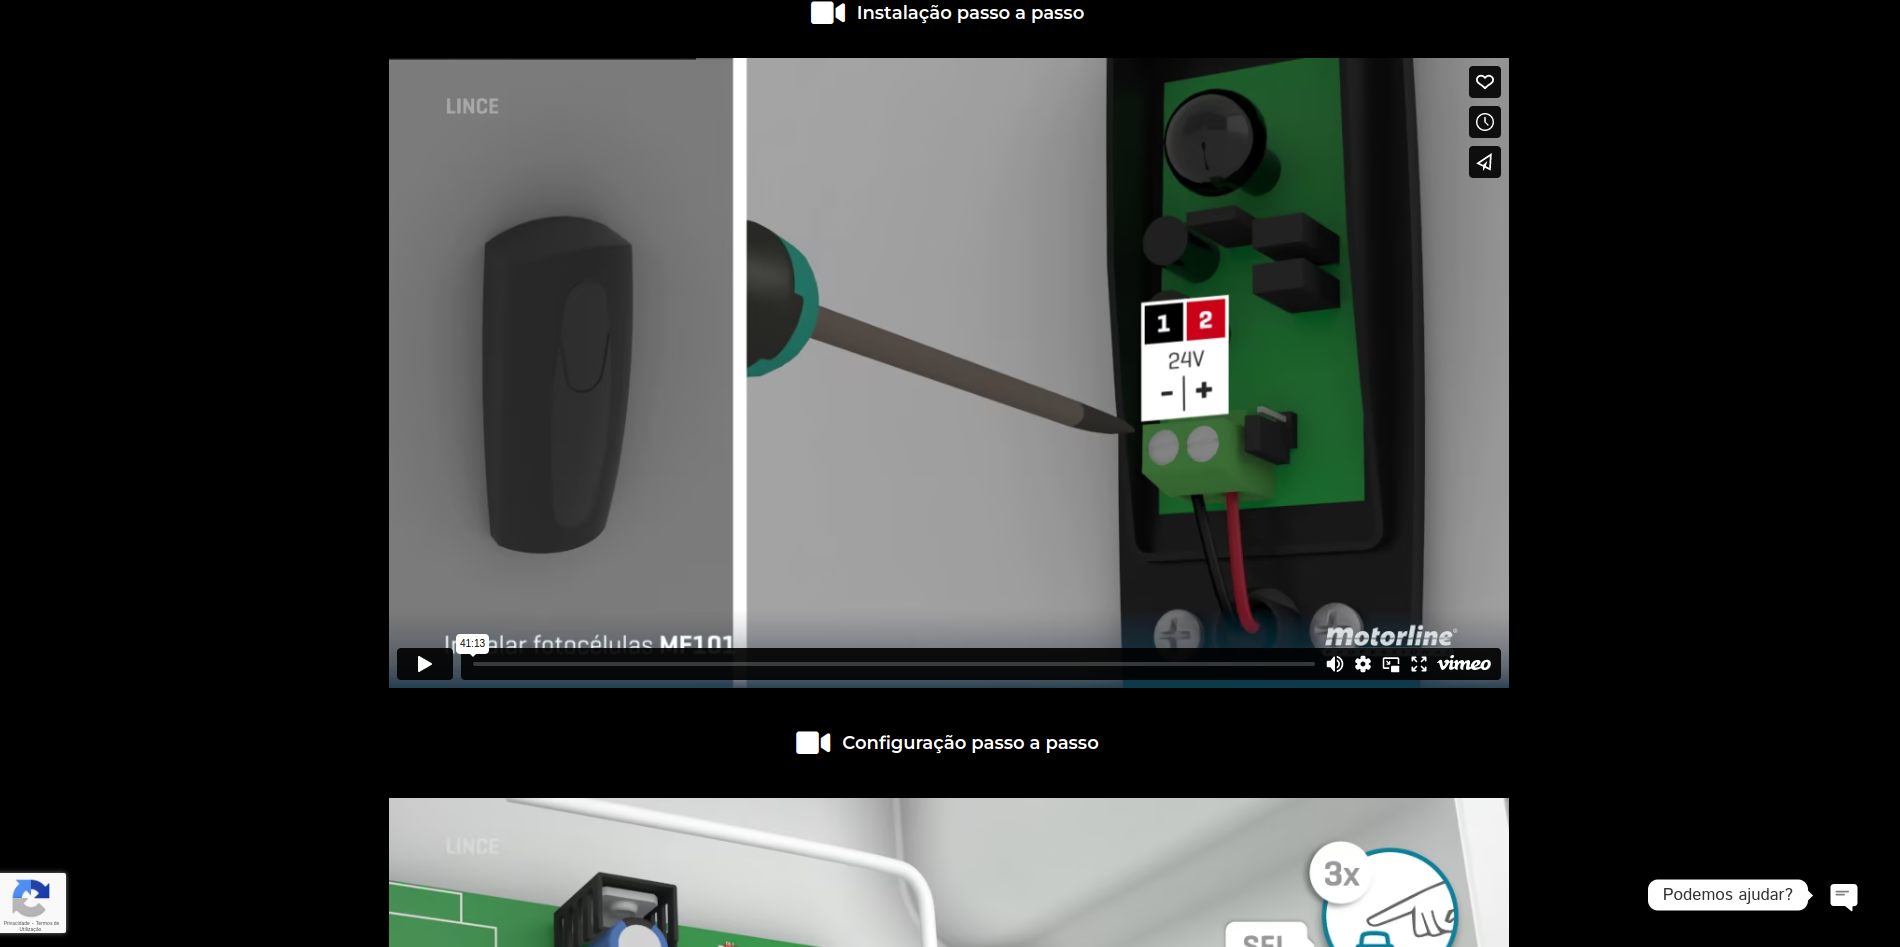 Instalação passo a passo
LINCE
1 2
24V
- +
alar fotocélulas MF101
41:13
motorline®
vimeo
Configuração passo a passo
LINCE
3x
SEL
Podemos ajudar?
Privacidade - Termos de
Utilização